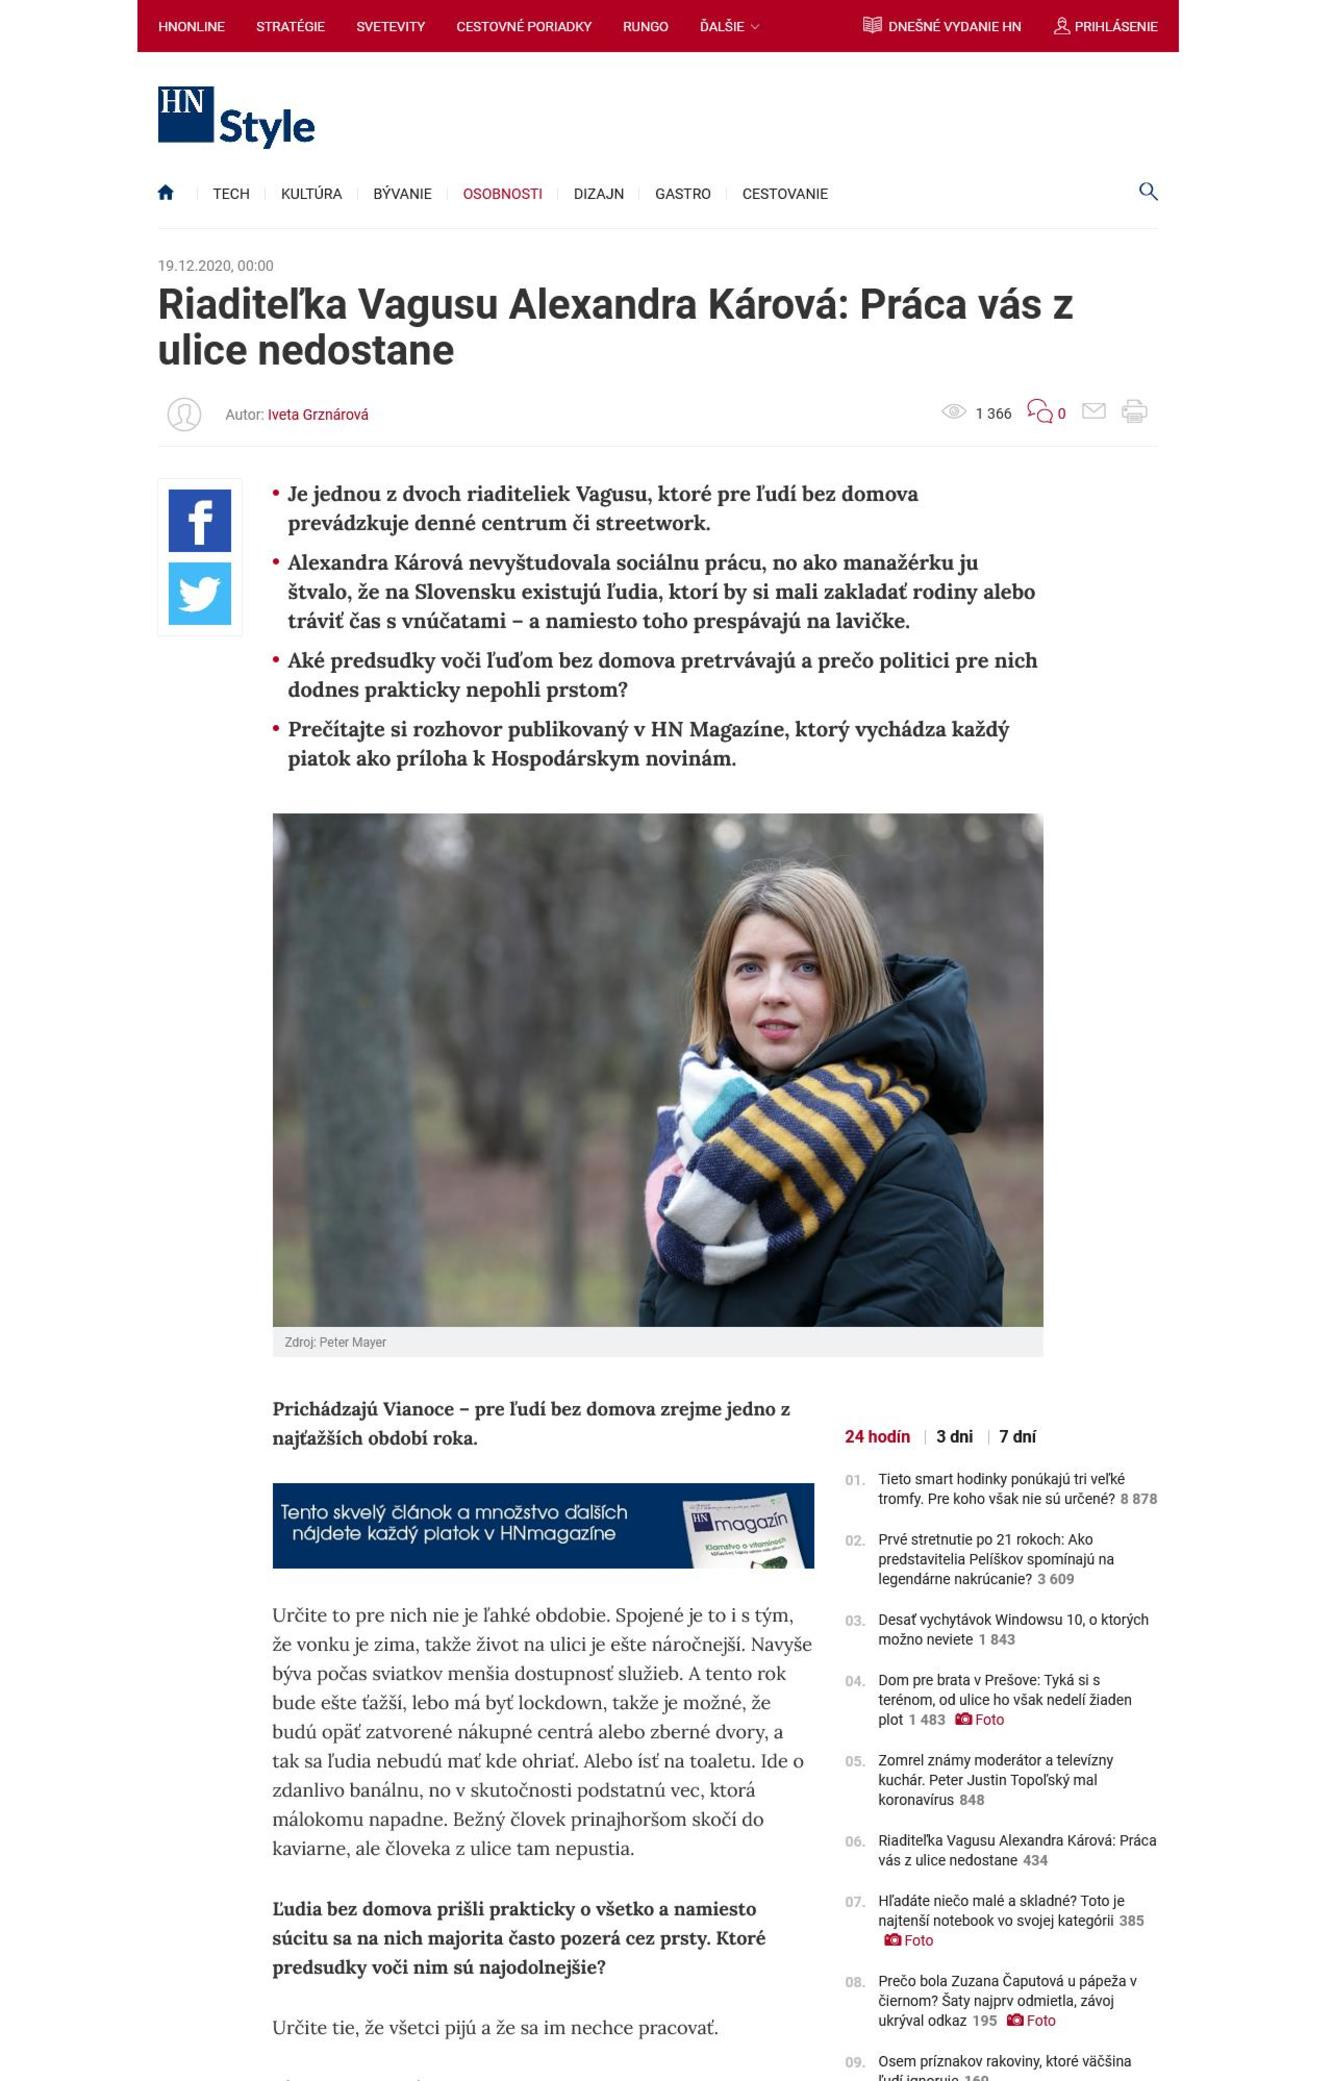 HNONLINE STRATÉGIE SVETEVITY CESTOVNÉ PORIADKY RUNGO ĎALŠIE DNEŠNÉ VYDANIE HN PRIHLÁSENIE
HN Style
TECH KULTÚRA BÝVANIE OSOBNOSTI DIZAJN GASTRO CESTOVANIE
19.12.2020, 00:00
Riaditeľka Vagusu Alexandra Kárová: Práca vás z
ulice nedostane
Autor: Iveta Grznárová
1 366 0
• Je jednou z dvoch riaditeliek Vagusu, ktoré pre ľudí bez domova
prevádzkuje denné centrum či streetwork.
• Alexandra Kárová nevyštudovala sociálnu prácu, no ako manažérku ju
štvalo, že na Slovensku existujú ľudia, ktorí by si mali zakladať rodiny alebo
tráviť čas s vnúčatami – a namiesto toho prespávajú na lavičke.
• Aké predsudky voči ľuďom bez domova pretrvávajú a prečo politici pre nich
dodnes prakticky nepohli prstom?
• Prečítajte si rozhovor publikovaný v HN Magazíne, ktorý vychádza každý
piatok ako príloha k Hospodárskym novinám.
Zdroj: Peter Mayer
Prichádzajú Vianoce – pre ľudí bez domova zrejme jedno z
najťažších období roka.
Tento skvelý článok a množstvo ďalších
nájdete každý piatok v HNmagazíne
HN magazín
Klamstvo o vitamínoch
Určite to pre nich nie je ľahké obdobie. Spojené je to i s tým,
že vonku je zima, takže život na ulici je ešte náročnejší. Navyše
býva počas sviatkov menšia dostupnosť služieb. A tento rok
bude ešte ťažší, lebo má byť lockdown, takže je možné, že
budú opäť zatvorené nákupné centrá alebo zberné dvory, a
tak sa ľudia nebudú mať kde ohriať. Alebo ísť na toaletu. Ide o
zdanlivo banálnu, no v skutočnosti podstatnú vec, ktorá
málokomu napadne. Bežný človek prinajhoršom skočí do
kaviarne, ale človeka z ulice tam nepustia.
Ľudia bez domova prišli prakticky o všetko a namiesto
súcitu sa na nich majorita často pozerá cez prsty. Ktoré
predsudky voči nim sú najodolnejšie?
Určite tie, že všetci pijú a že sa im nechce pracovať.
24 hodín 3 dni 7 dní
01. Tieto smart hodinky ponúkajú tri veľké
tromfy. Pre koho však nie sú určené? 8 878
02. Prvé stretnutie po 21 rokoch: Ako
predstavitelia Pelíškov spomínajú na
legendárne nakrúcanie? 3 609
03. Desať vychytávok Windowsu 10, o ktorých
možno neviete 1 843
04. Dom pre brata v Prešove: Tyká si s
terénom, od ulice ho však nedelí žiaden
plot 1 483 Foto
05. Zomrel známy moderátor a televízny
kuchár. Peter Justin Topoľský mal
koronavírus 848
06. Riaditeľka Vagusu Alexandra Kárová: Práca
vás z ulice nedostane 434
07. Hľadáte niečo malé a skladné? Toto je
najtenší notebook vo svojej kategórii 385
Foto
08. Prečo bola Zuzana Čaputová u pápeža v
čiernom? Šaty najprv odmietla, závoj
ukrýval odkaz 195 Foto
09. Osem príznakov rakoviny, ktoré väčšina
ľudí ignoruje 169